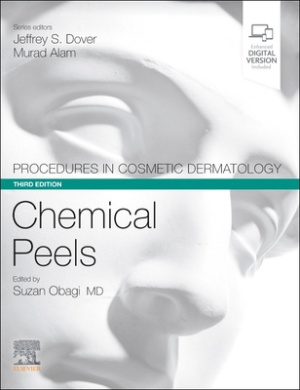 Series editors
Jeffrey S. Dover
Murad Alam
Enhanced
DIGITAL
VERSION
Included
PROCEDURES IN COSMETIC DERMATOLOGY
THIRD EDITION
Chemical
Peels
Edited by
Suzan Obagi MD
ELSEVIER